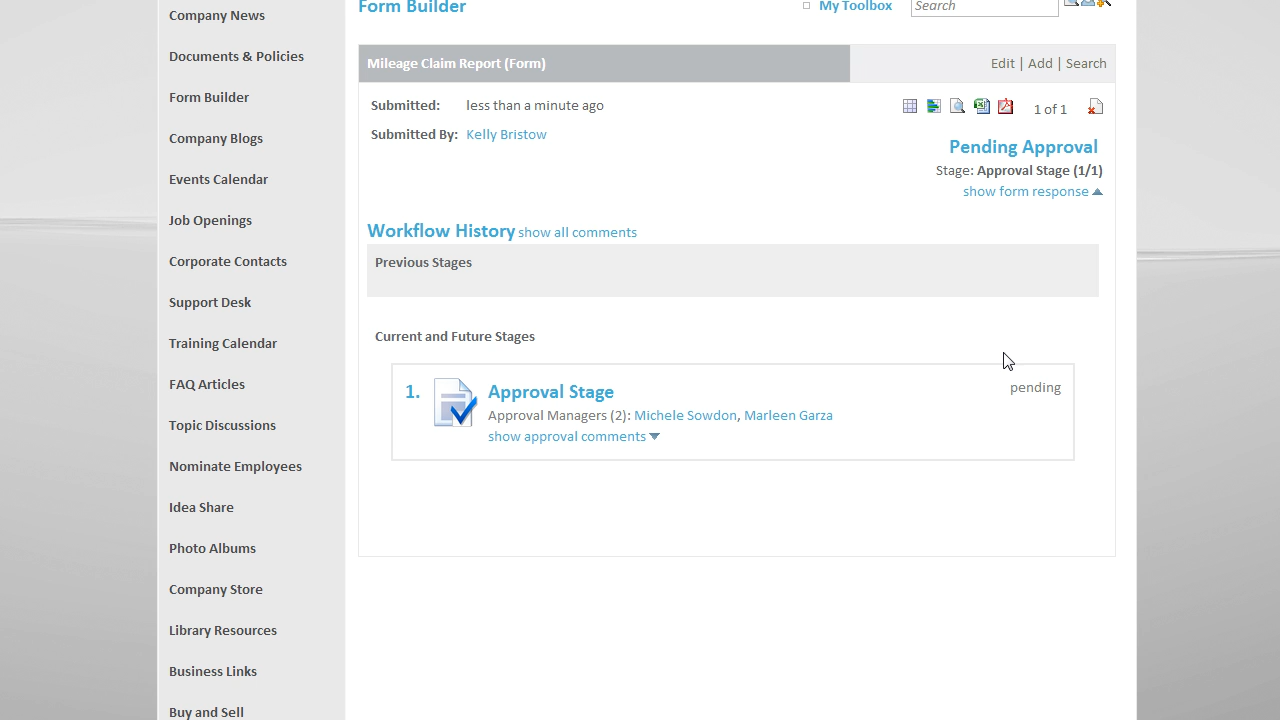 Company News
Documents & Policies
Form Builder
Company Blogs
Events Calendar
Job Openings
Corporate Contacts
Support Desk
Training Calendar
FAQ Articles
Topic Discussions
Nominate Employees
Idea Share
Photo Albums
Company Store
Library Resources
Business Links
Buy and Sell
Form Builder
My Toolbox
Search
Mileage Claim Report (Form)
Edit | Add | Search
Submitted: less than a minute ago
Submitted By: Kelly Bristow
1 of 1
Pending Approval
Stage: Approval Stage (1/1)
show form response
Workflow History show all comments
Previous Stages
Current and Future Stages
1. Approval Stage
pending
Approval Managers (2): Michele Sowdon, Marleen Garza
show approval comments